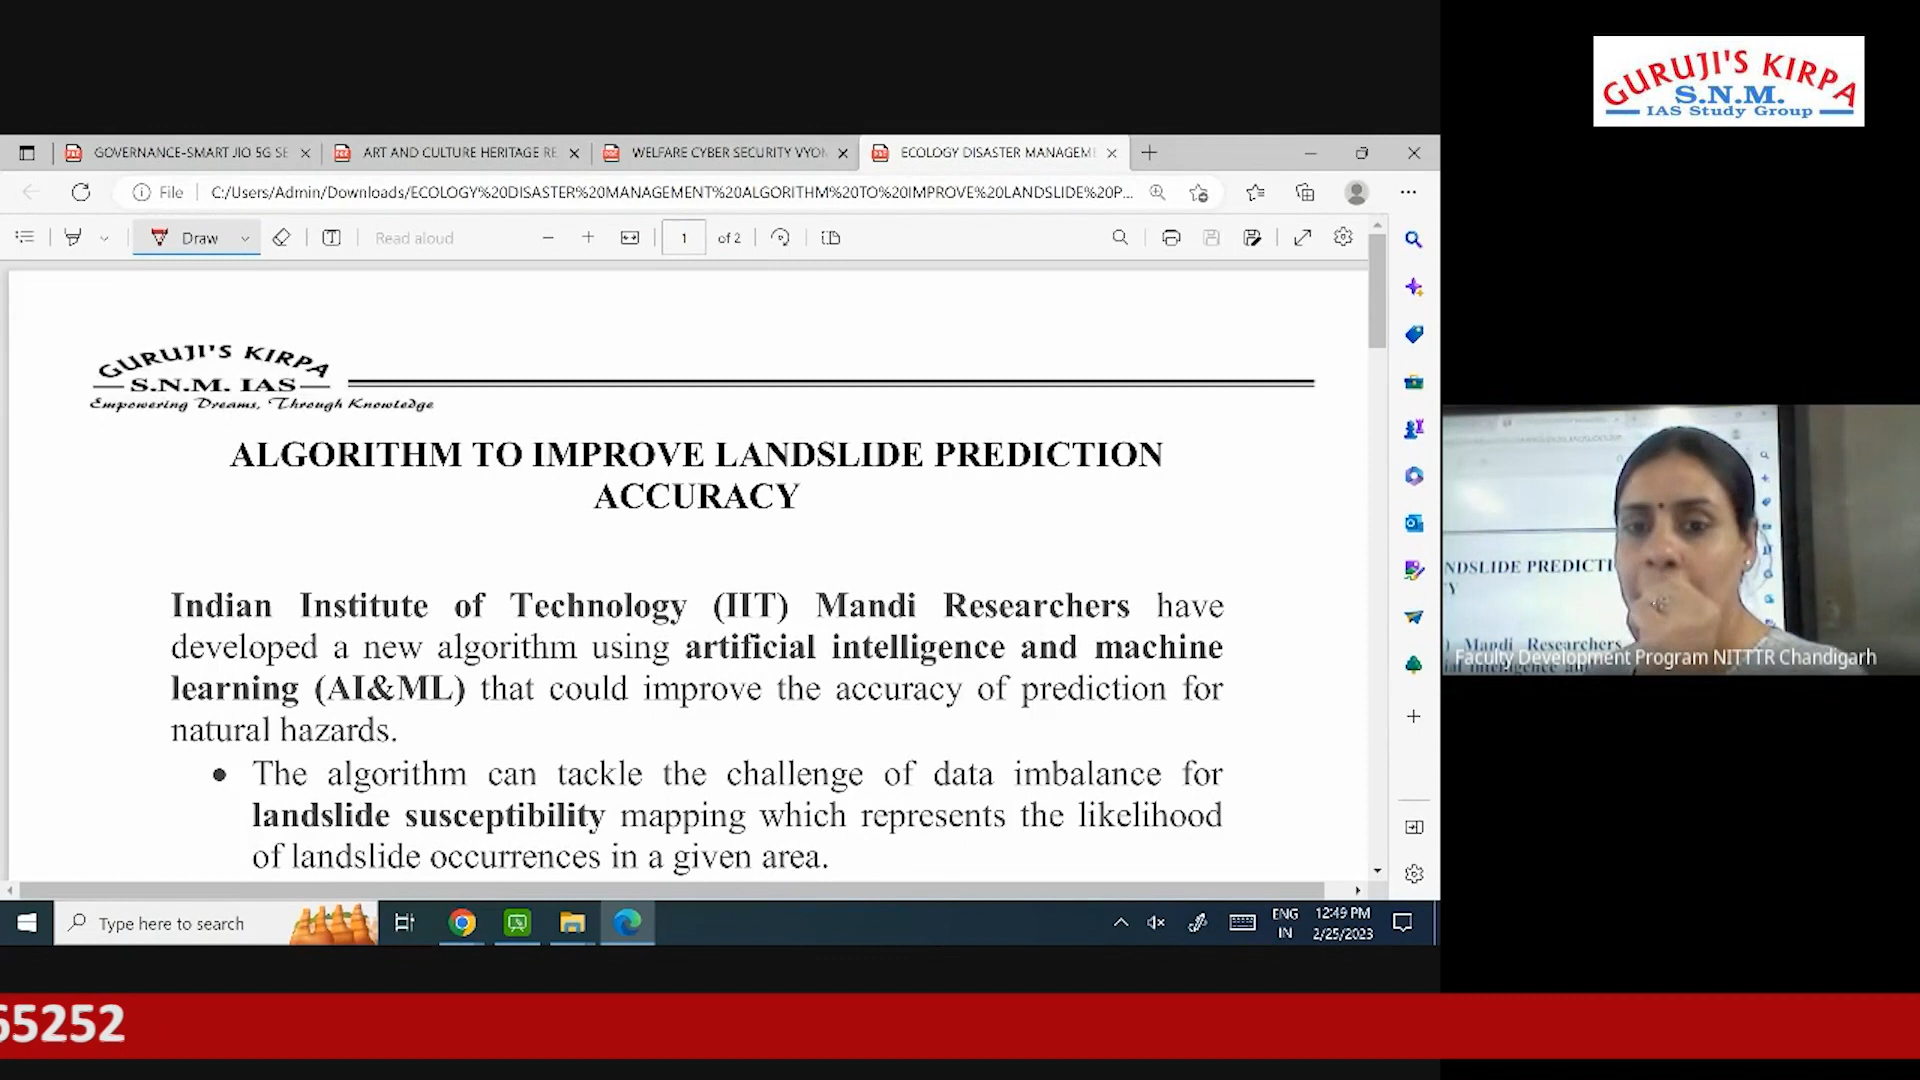 GURUJI'S KIRPA
S.N.M.
IAS Study Group
GOVERNANCE-SMART JIO 5G SE
ART AND CULTURE HERITAGE RE
WELFARE CYBER SECURITY VYOM
ECOLOGY DISASTER MANAGEM
File
C:/Users/Admin/Downloads/ECOLOGY%20DISASTER%20MANAGEMENT%20ALGORITHM%20TO%20IMPROVE%20LANDSLIDE%20P...
Draw
Read aloud
1
of 2
GURUJI'S KIRPA
S.N.M. IAS
Empowering Dreams, Through Knowledge
ALGORITHM TO IMPROVE LANDSLIDE PREDICTION
ACCURACY
Indian Institute of Technology (IIT) Mandi Researchers have
developed a new algorithm using artificial intelligence and machine
learning (AI&ML) that could improve the accuracy of prediction for
natural hazards.
• The algorithm can tackle the challenge of data imbalance for
landslide susceptibility mapping which represents the likelihood
of landslide occurrences in a given area.
NDSLIDE PREDICTI
Y
) Mandi Researchers
Faculty Development Program NITTTR Chandigarh
Type here to search
ENG
IN
12:49 PM
2/25/2023
65252